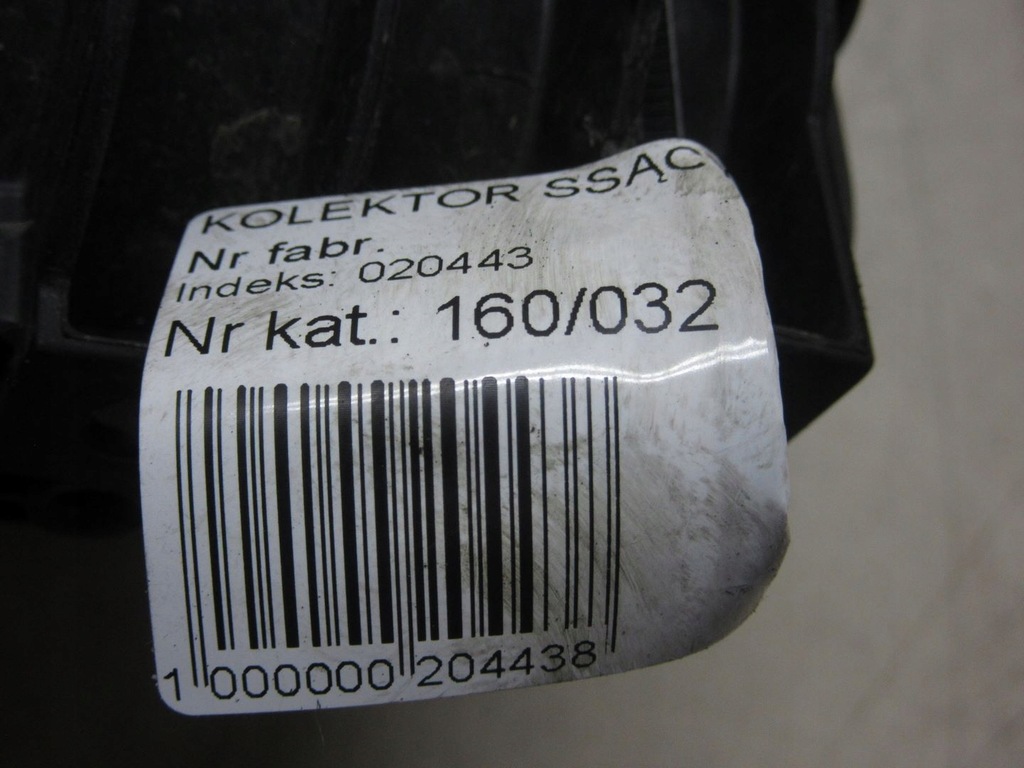 KOLEKTOR SSĄC
Nr fabr.
Indeks: 020443
Nr kat.: 160/032
1 000000 204438